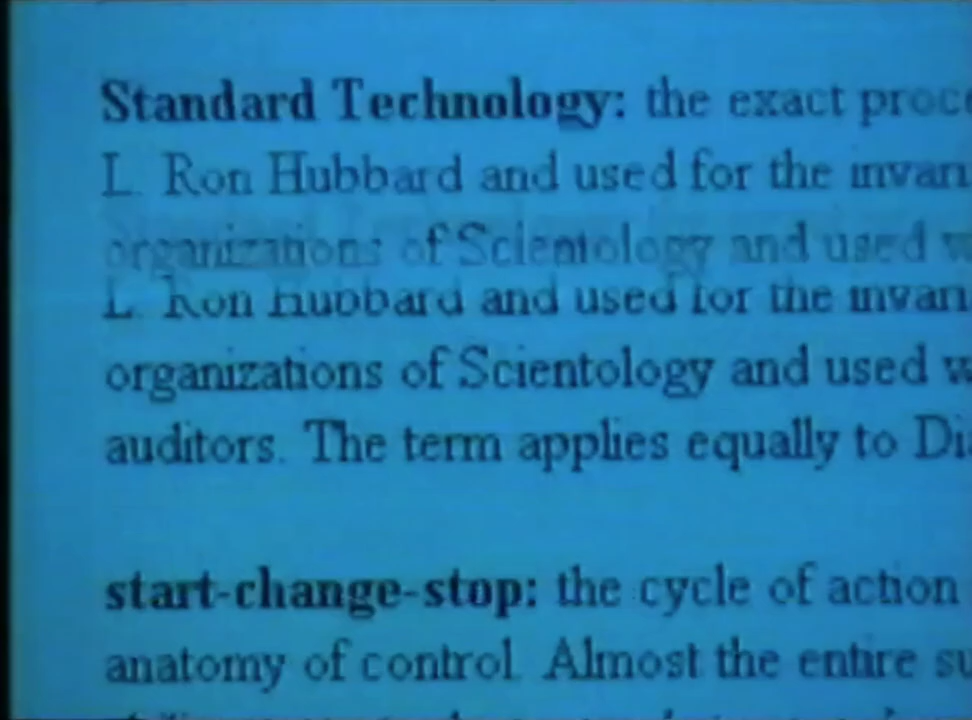 Standard Technology: the exact proc
L. Ron Hubbard and used for the invari
organizations of Scientology and used w
L. Ron Hubbard and used for the invari
organizations of Scientology and used w
auditors. The term applies equally to Di
start-change-stop: the cycle of action
anatomy of control. Almost the entire su